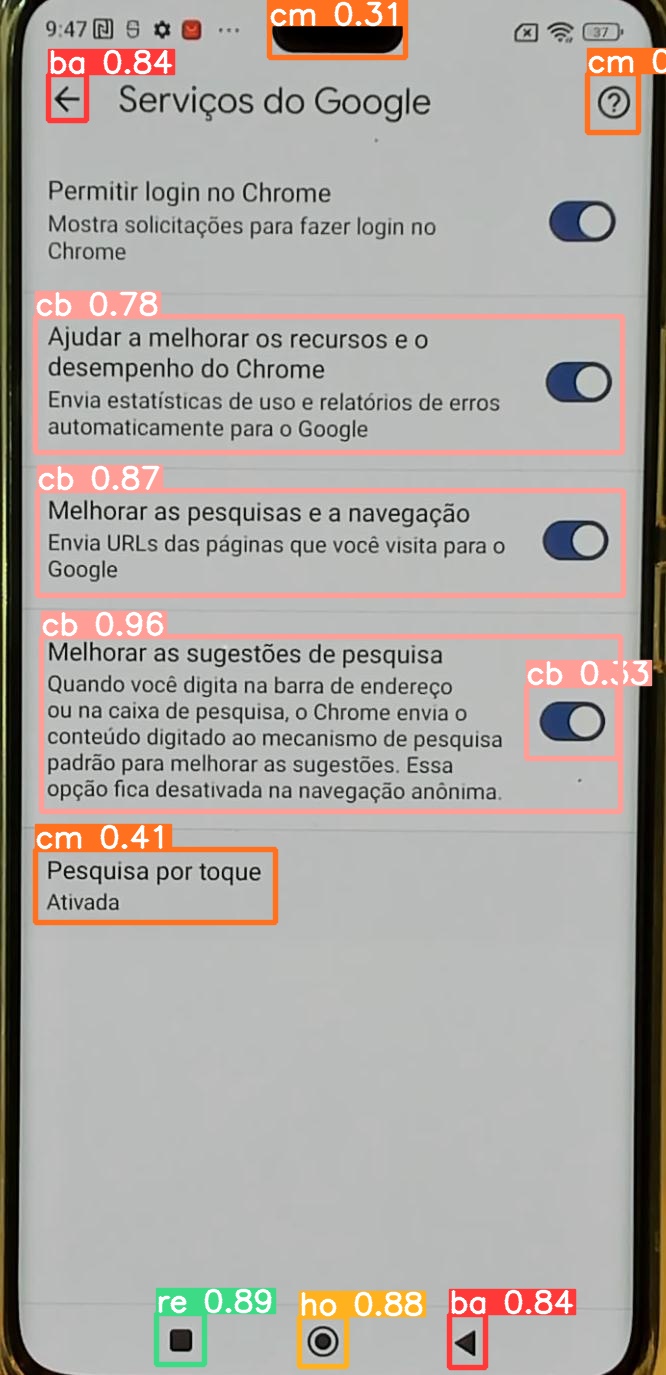 cm 0.31
9:47
37
ba 0.84
cm 0
Serviços do Google
Permitir login no Chrome
Mostra solicitações para fazer login no
Chrome
cb 0.78
Ajudar a melhorar os recursos e o
desempenho do Chrome
Envia estatísticas de uso e relatórios de erros
automaticamente para o Google
cb 0.87
Melhorar as pesquisas e a navegação
Envia URLs das páginas que você visita para o
Google
cb 0.96
Melhorar as sugestões de pesquisa
cb 0.33
Quando você digita na barra de endereço
ou na caixa de pesquisa, o Chrome envia o
conteúdo digitado ao mecanismo de pesquisa
padrão para melhorar as sugestões. Essa
opção fica desativada na navegação anônima.
cm 0.41
Pesquisa por toque
Ativada
re 0.89
ho 0.88
ba 0.84